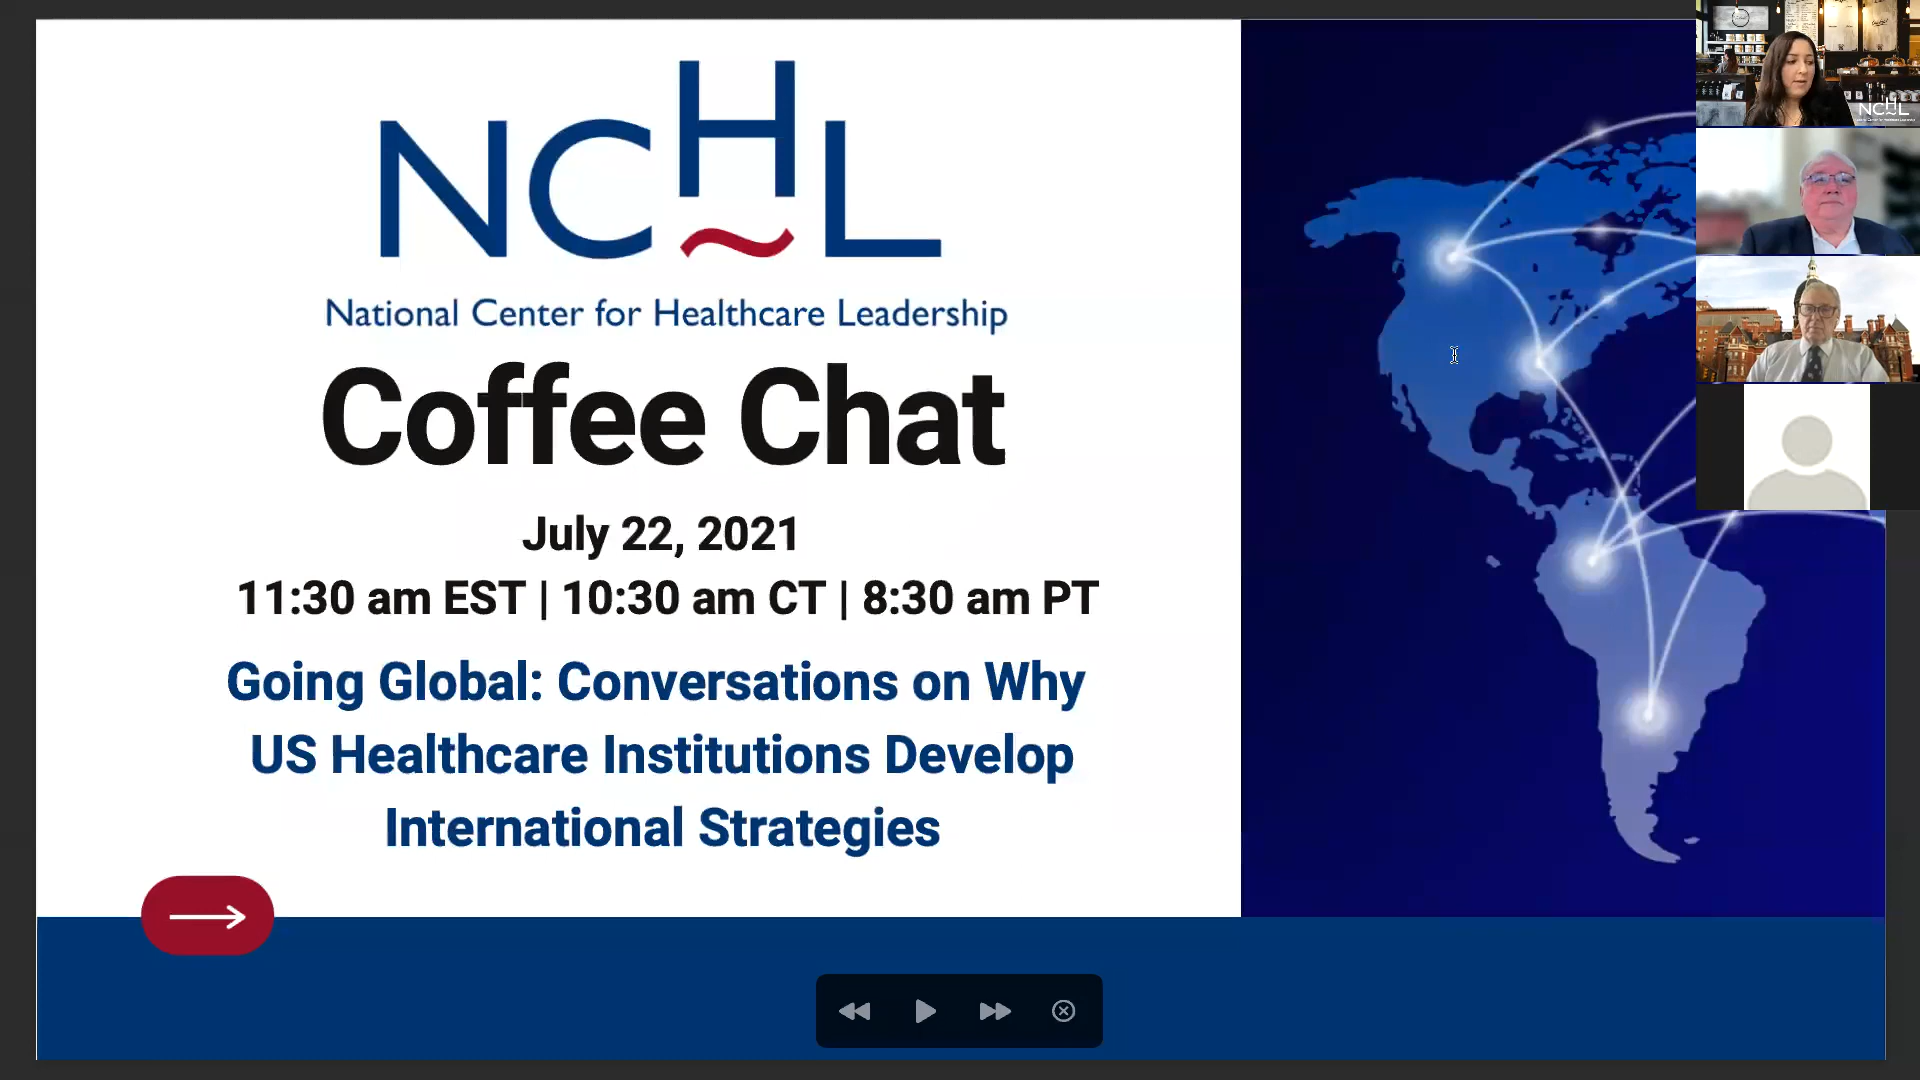 NCHL
National Center for Healthcare Leadership
Coffee Chat
July 22, 2021
11:30 am EST | 10:30 am CT | 8:30 am PT
Going Global: Conversations on Why
US Healthcare Institutions Develop
International Strategies
NCHL